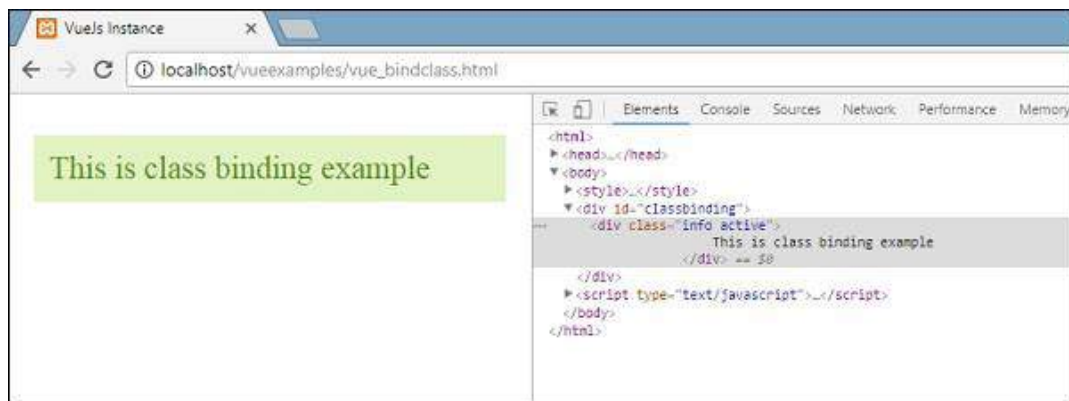 VueJs Instance
localhost/vueexamples/vue_bindclass.html
Elements Console Sources Network Performance Memory
This is class binding example
<html>
<head>…</head>
<body>
<style>…</style>
<div id="classbinding">
<div class="info active">
This is class binding example
</div> == $0
</div>
<script type="text/javascript">…</script>
</body>
</html>